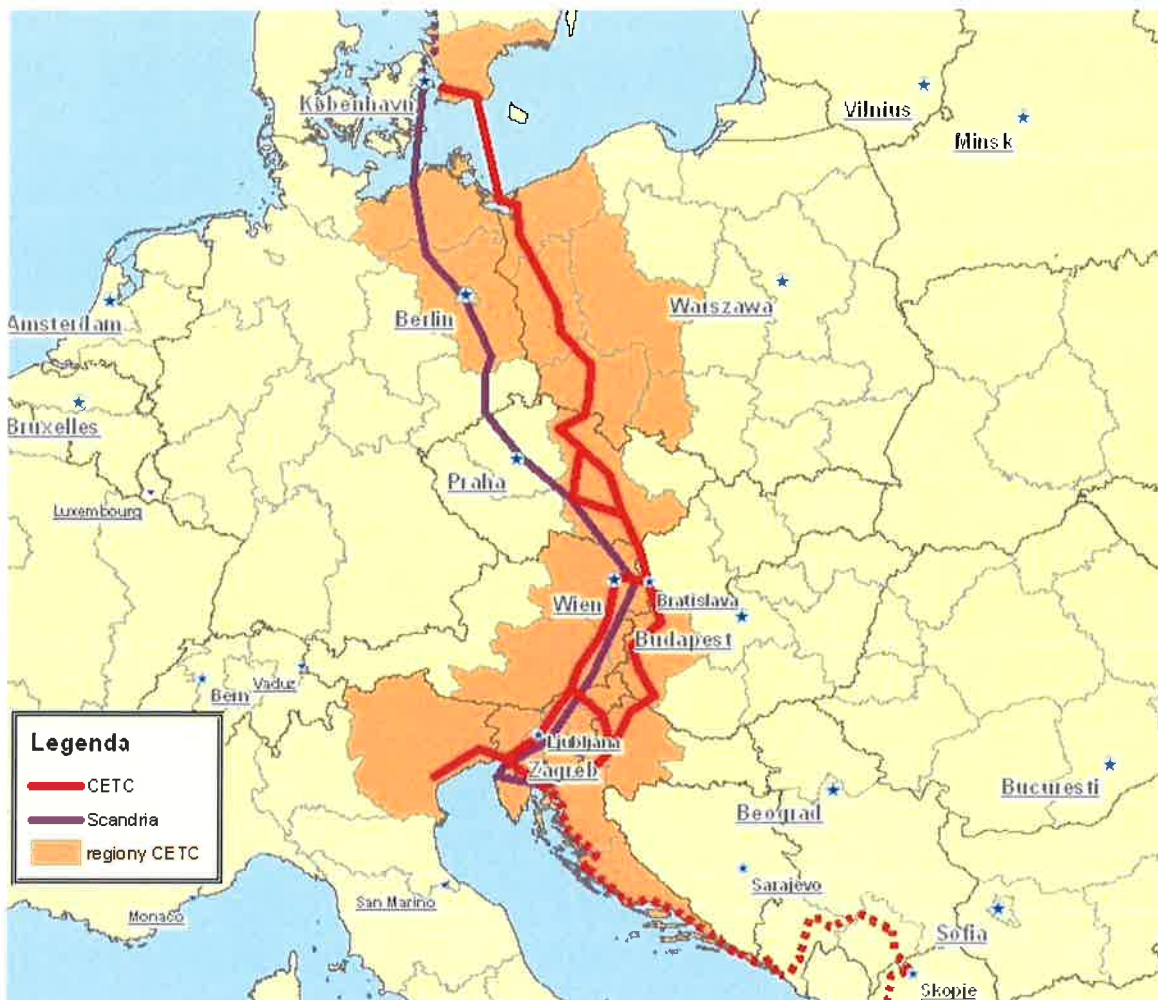 København
Vilnius
Minsk
Warszawa
Amsterdam
Berlin
Bruxelles
Praha
Luxembourg
Wien
Bratislava
Budapest
Bern
Vaduz
Legenda
CETC
Scandria
regiony CETC
Ljubljana
Zagreb
Bucuresti
Beograd
Sarajevo
San Marino
Monaco
Sofia
Skopje